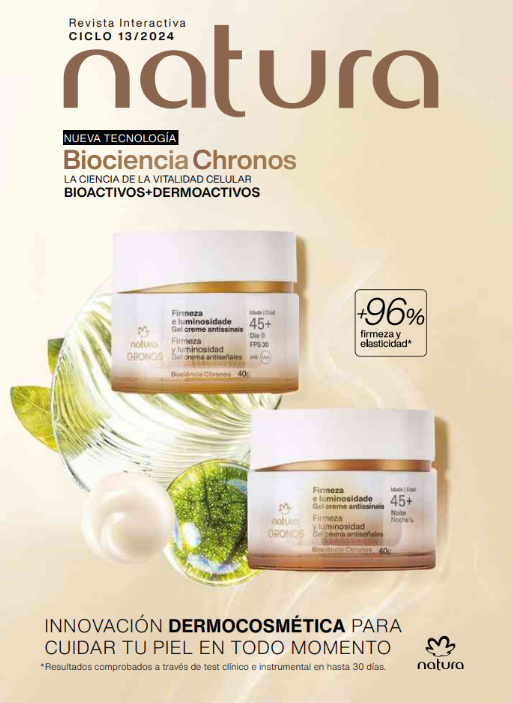 Revista Interactiva
CICLO 13/2024
natura
NUEVA TECNOLOGÍA
Biociencia Chronos
LA CIENCIA DE LA VITALIDAD CELULAR
BIOACTIVOS+DERMOACTIVOS
Firmeza
e luminosidade
Gel creme antissinais
Firmeza
y luminosidad
Gel crema antiseñales
Biociência Chronos 40g
Idade | Edad
45+
Dia
FPS 30
natura
CHRONOS
+96%
firmeza y
elasticidad*
Firmeza
e luminosidade
Gel creme antissinais
Firmeza
y luminosidad
Gel crema antiseñales
Biociência Chronos 40g
Idade | Edad
45+
Noite
Noche
natura
CHRONOS
INNOVACIÓN DERMOCOSMÉTICA PARA
CUIDAR TU PIEL EN TODO MOMENTO
*Resultados comprobados a través de test clínico e instrumental en hasta 30 días.
natura